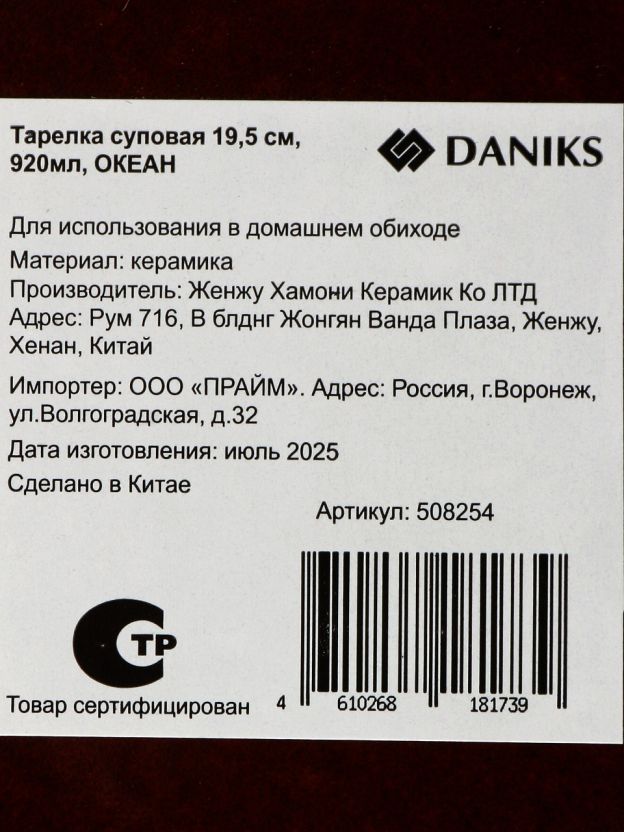 Тарелка суповая 19,5 см,
920мл, ОКЕАН
DANIKS
Для использования в домашнем обиходе
Материал: керамика
Производитель: Женжу Хамони Керамик Ко ЛТД
Адрес: Рум 716, В блднг Жонгян Ванда Плаза, Женжу,
Хенан, Китай
Импортер: ООО «ПРАЙМ». Адрес: Россия, г.Воронеж,
ул.Волгоградская, д.32
Дата изготовления: июль 2025
Сделано в Китае
Артикул: 508254
СТР
Товар сертифицирован
4 610268 181739